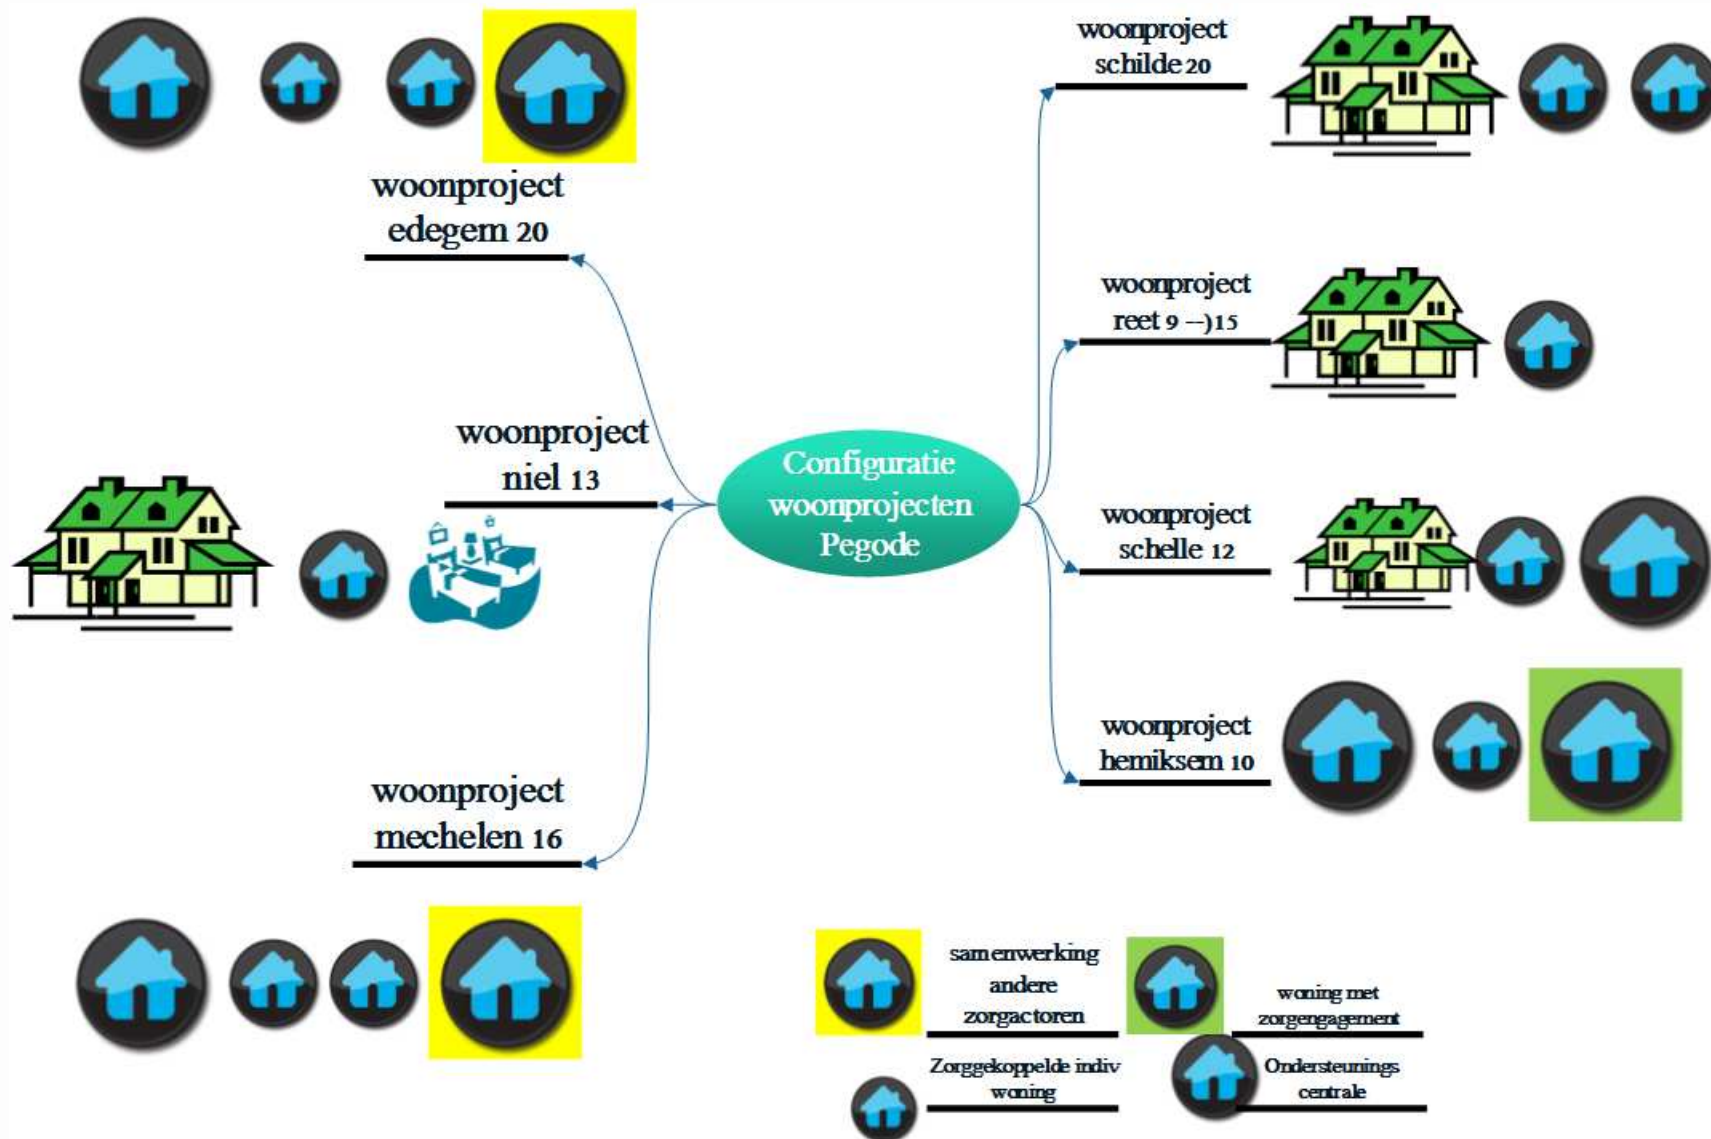 woonproject
edegem 20
woonproject
niel 13
woonproject
mechelen 16
Configuratie
woonprojecten
Pegode
woonproject
schilde 20
woonproject
reet 9 --)15
woonproject
schelle 12
woonproject
hemiksem 10
samenwerking
andere
zorgactoren
woning met
zorgengagement
Zorggekoppelde indiv
woning
Ondersteunings
centrale